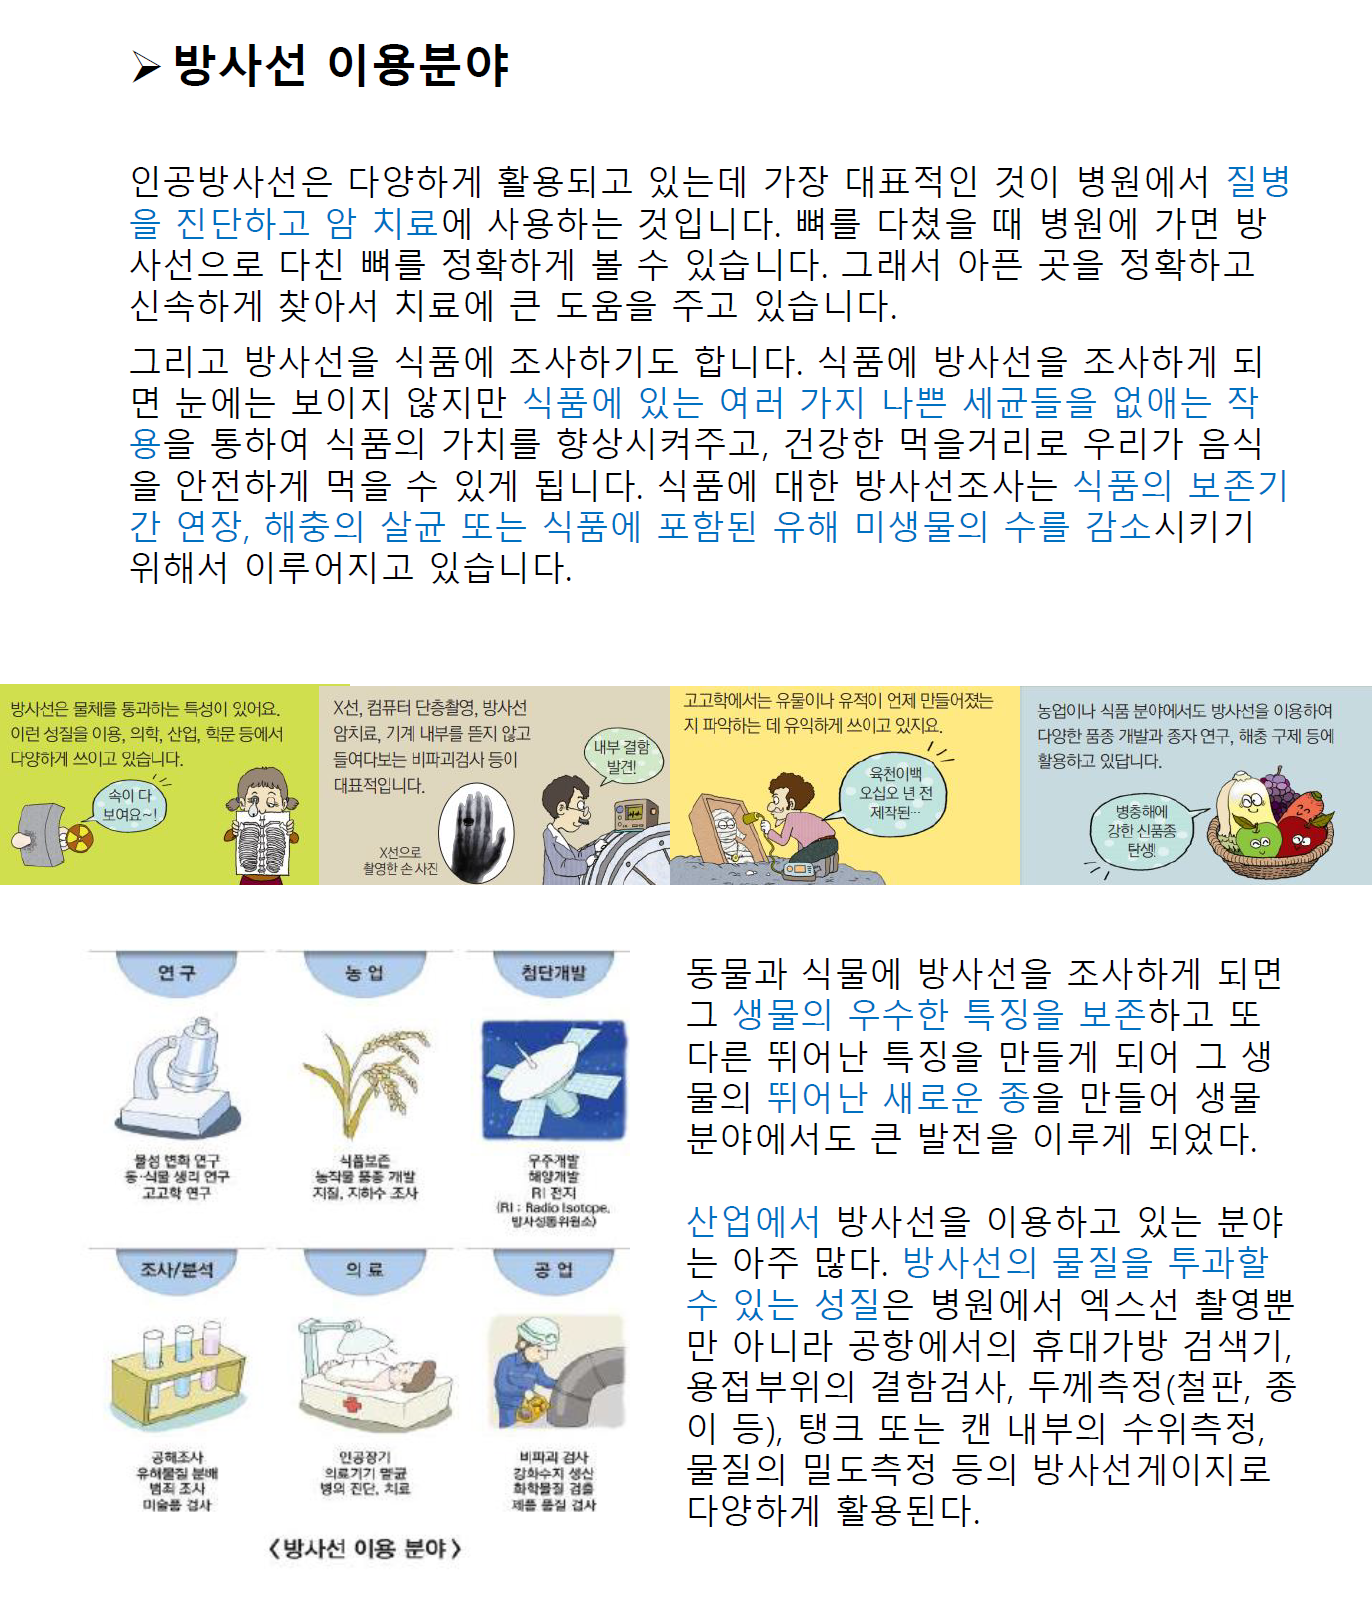 ➢ 방사선 이용분야
인공방사선은 다양하게 활용되고 있는데 가장 대표적인 것이 병원에서 질병
을 진단하고 암 치료에 사용하는 것입니다. 뼈를 다쳤을 때 병원에 가면 방
사선으로 다친 뼈를 정확하게 볼 수 있습니다. 그래서 아픈 곳을 정확하고
신속하게 찾아서 치료에 큰 도움을 주고 있습니다.
그리고 방사선을 식품에 조사하기도 합니다. 식품에 방사선을 조사하게 되
면 눈에는 보이지 않지만 식품에 있는 여러 가지 나쁜 세균들을 없애는 작
용을 통하여 식품의 가치를 향상시켜주고, 건강한 먹을거리로 우리가 음식
을 안전하게 먹을 수 있게 됩니다. 식품에 대한 방사선조사는 식품의 보존기
간 연장, 해충의 살균 또는 식품에 포함된 유해 미생물의 수를 감소시키기
위해서 이루어지고 있습니다.
방사선은 물체를 통과하는 특성이 있어요.
이런 성질을 이용, 의학, 산업, 학문 등에서
다양하게 쓰이고 있습니다.
속이 다
보여요~!
X선, 컴퓨터 단층촬영, 방사선
암치료, 기계 내부를 뜯지 않고
들여다보는 비파괴검사 등이
대표적입니다.
내부 결함
발견!
X선으로
촬영한 손 사진
고고학에서는 유물이나 유적이 언제 만들어졌는
지 파악하는 데 유익하게 쓰이고 있지요.
육천이백
오십오 년 전
제작된…
농업이나 식품 분야에서도 방사선을 이용하여
다양한 품종 개발과 종자 연구, 해충 구제 등에
활용하고 있답니다.
병충해에
강한 신품종
탄생!
연구
물성 변화 연구
동·식물 생리 연구
고고학 연구
농업
식품보존
농작물 품종 개발
지질, 지하수 조사
첨단개발
우주개발
해양개발
RI 전지
(RI : Radio Isotope,
방사성동위원소)
조사/분석
공해조사
유해물질 분배
범죄 조사
미술품 검사
의료
인공장기
의료기기 멸균
병의 진단, 치료
공업
비파괴 검사
강화수지 생산
화학물질 검출
제품 품질 검사
<방사선 이용 분야>
동물과 식물에 방사선을 조사하게 되면
그 생물의 우수한 특징을 보존하고 또
다른 뛰어난 특징을 만들게 되어 그 생
물의 뛰어난 새로운 종을 만들어 생물
분야에서도 큰 발전을 이루게 되었다.
산업에서 방사선을 이용하고 있는 분야
는 아주 많다. 방사선의 물질을 투과할
수 있는 성질은 병원에서 엑스선 촬영뿐
만 아니라 공항에서의 휴대가방 검색기,
용접부위의 결함검사, 두께측정(철판, 종
이 등), 탱크 또는 캔 내부의 수위측정,
물질의 밀도측정 등의 방사선게이지로
다양하게 활용된다.